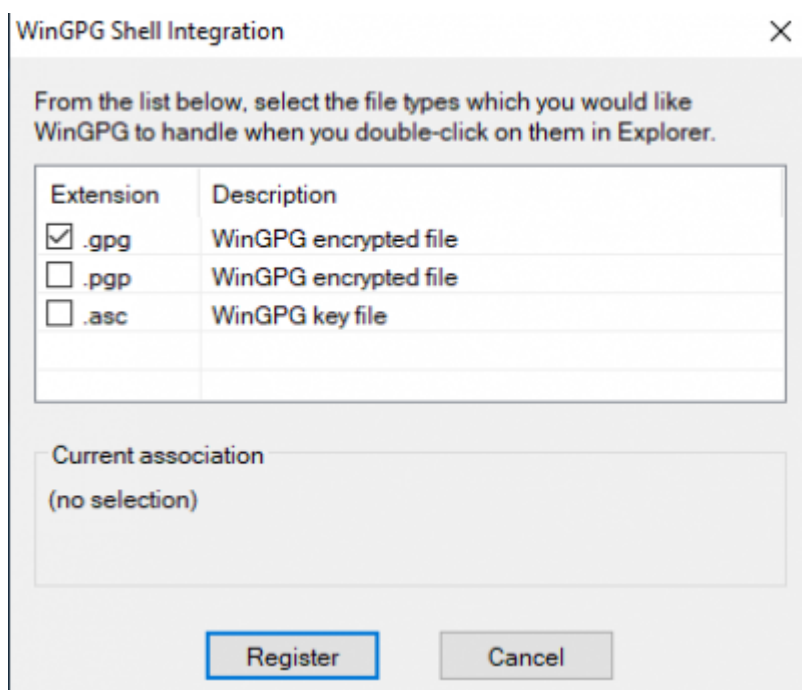 WinGPG Shell Integration
From the list below, select the file types which you would like
WinGPG to handle when you double-click on them in Explorer.
Extension Description
.gpg WinGPG encrypted file
.pgp WinGPG encrypted file
.asc WinGPG key file
Current association
(no selection)
Register Cancel